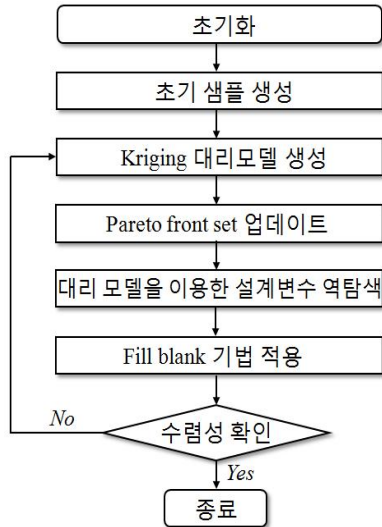 초기화
초기 샘플 생성
Kriging 대리모델 생성
Pareto front set 업데이트
대리 모델을 이용한 설계변수 역탐색
Fill blank 기법 적용
No
수렴성 확인
Yes
종료